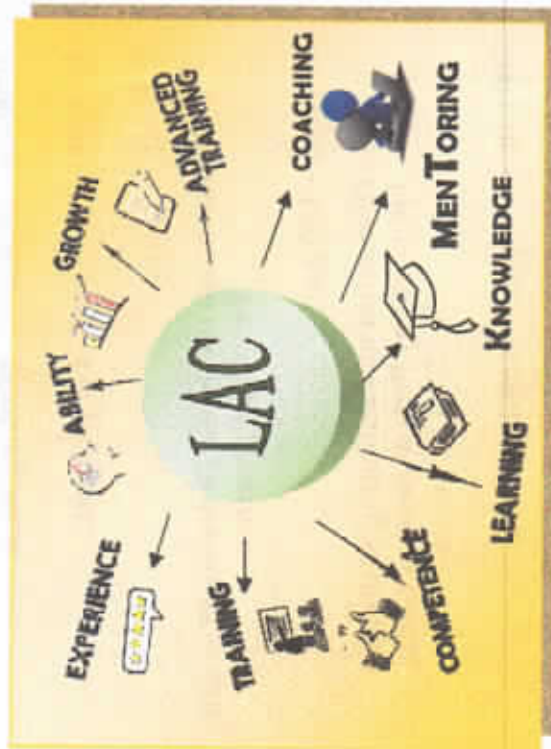 LAC
EXPERIENCE
ABILITY
GROWTH
ADVANCED
TRAINING
COACHING
MENTORING
KNOWLEDGE
LEARNING
COMPETENCE
TRAINING